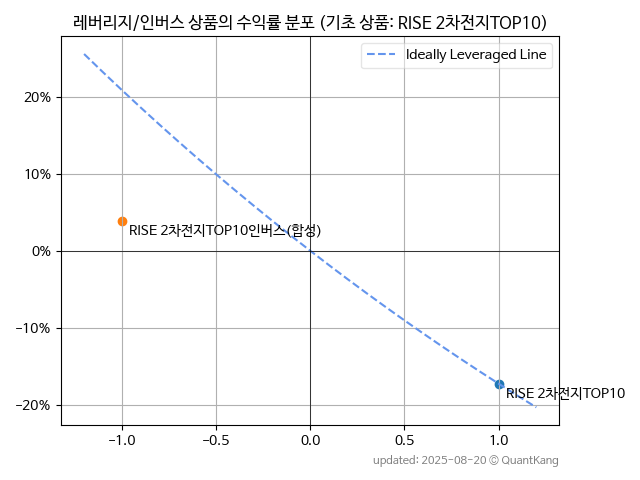 레버리지/인버스 상품의 수익률 분포 (기초 상품: RISE 2차전지TOP10)
Ideally Leveraged Line
20%
10%
RISE 2차전지TOP10인버스(합성)
0%
-10%
RISE 2차전지TOP10
-20%
-1.0 -0.5 0.0 0.5 1.0
updated: 2025-08-20 © QuantKang